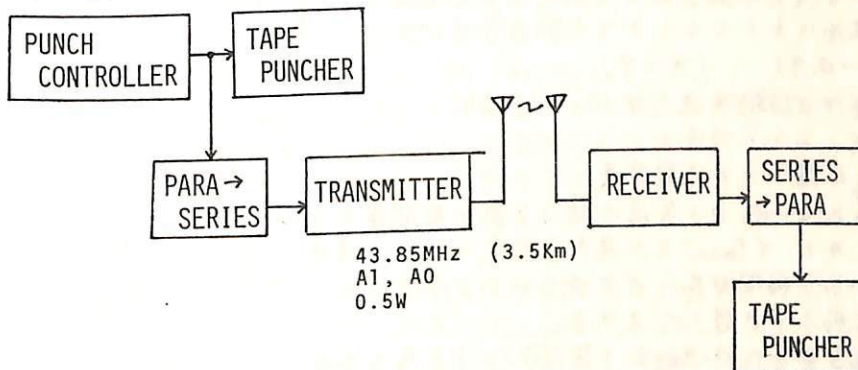 PUNCH
CONTROLLER
TAPE
PUNCHER
PARA →
SERIES
TRANSMITTER
43.85MHz (3.5Km)
A1, A0
0.5W
RECEIVER
SERIES
→PARA
TAPE
PUNCHER